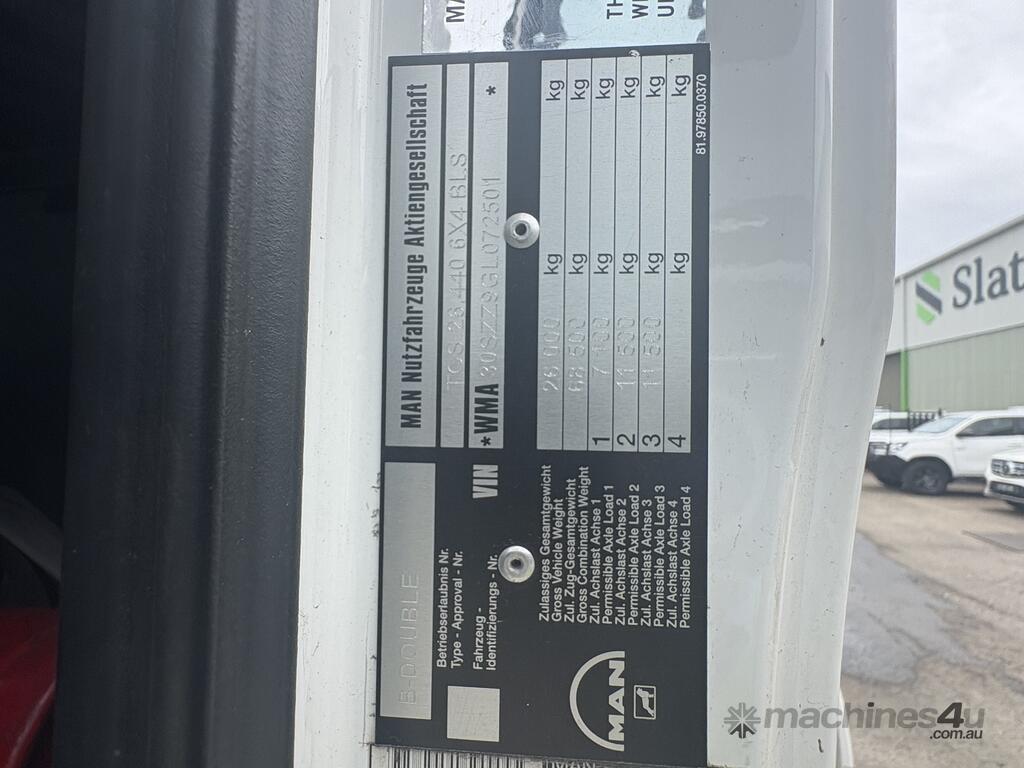 B-DOUBLE
MAN Nutzfahrzeuge Aktiengesellschaft
Betriebserlaubnis Nr.
Type - Approval - Nr.
TGS 26.440 6X4 BLS
Fahrzeug -
Identifizierungs - Nr.
VIN *WMA 30SZZ9GL072501 *
Zulassiges Gesamtgewicht
Gross Vehicle Weight
26 000 kg kg
Zul. Zug-Gesamtgewicht
Gross Combination Weight
68 500 kg kg
Zul. Achslast Achse 1
Permissible Axle Load 1
1 7 100 kg kg
Zul. Achslast Achse 2
Permissible Axle Load 2
2 11 500 kg kg
Zul. Achslast Achse 3
Permissible Axle Load 3
3 11 500 kg kg
Zul. Achslast Achse 4
Permissible Axle Load 4
4 kg kg
MAN
81.97850.0370
Slat
machines4u
.com.au